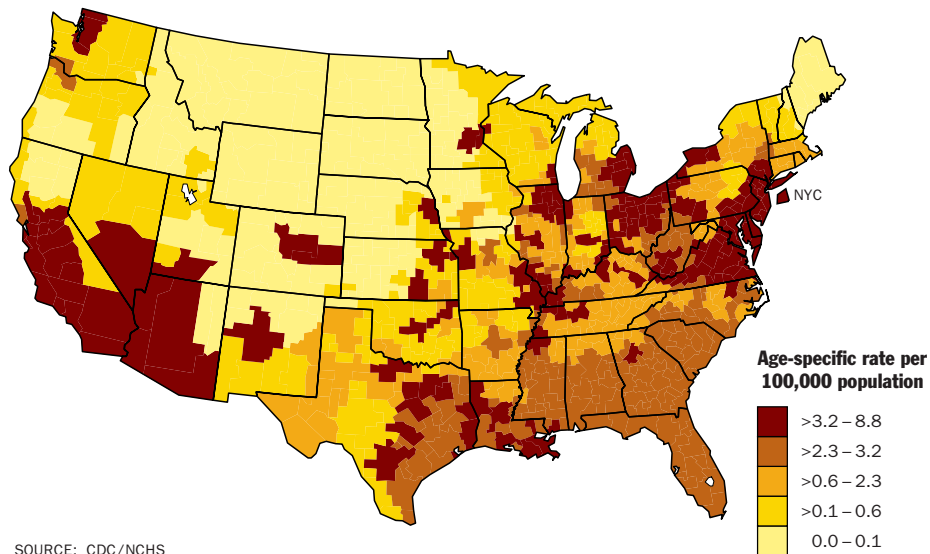 NYC
Age-specific rate per
100,000 population
>3.2 – 8.8
>2.3 – 3.2
>0.6 – 2.3
>0.1 – 0.6
0.0 – 0.1
SOURCE: CDC/NCHS